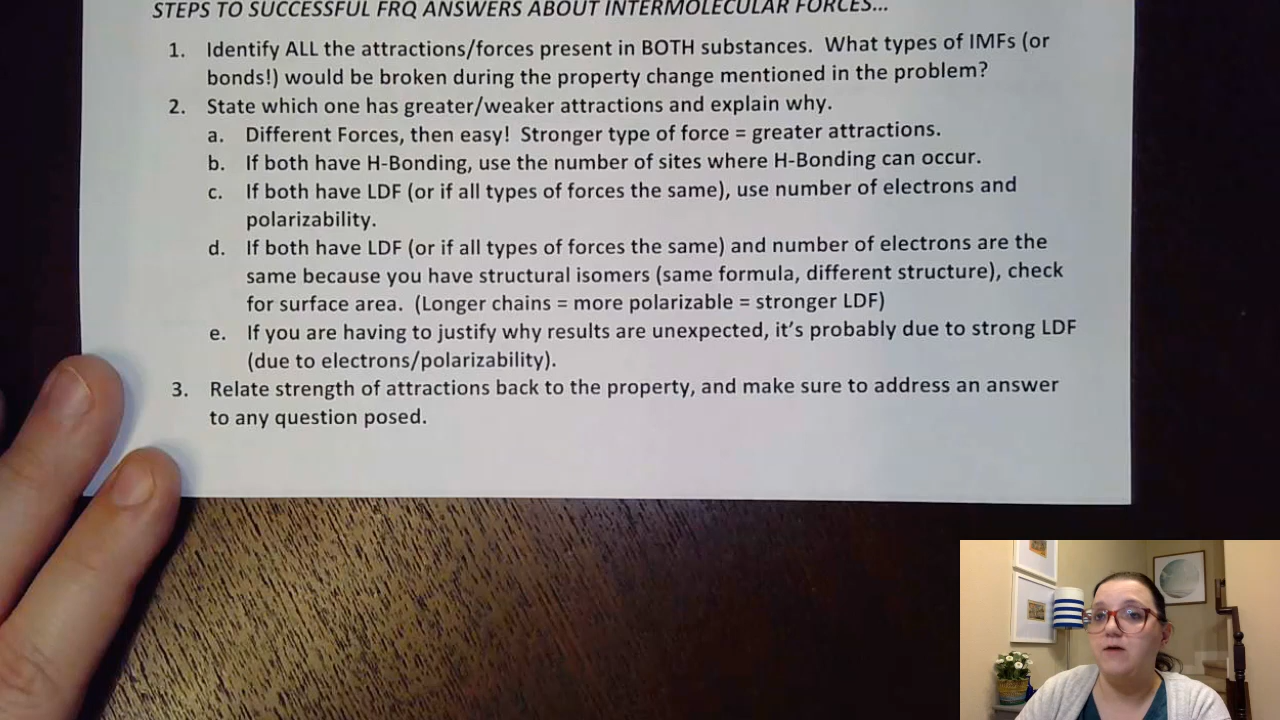 STEPS TO SUCCESSFUL FRQ ANSWERS ABOUT INTERMOLECULAR FORCES...
1. Identify ALL the attractions/forces present in BOTH substances. What types of IMFs (or
bonds!) would be broken during the property change mentioned in the problem?
2. State which one has greater/weaker attractions and explain why.
a. Different Forces, then easy! Stronger type of force = greater attractions.
b. If both have H-Bonding, use the number of sites where H-Bonding can occur.
c. If both have LDF (or if all types of forces the same), use number of electrons and
polarizability.
d. If both have LDF (or if all types of forces the same) and number of electrons are the
same because you have structural isomers (same formula, different structure), check
for surface area. (Longer chains = more polarizable = stronger LDF)
e. If you are having to justify why results are unexpected, it's probably due to strong LDF
(due to electrons/polarizability).
3. Relate strength of attractions back to the property, and make sure to address an answer
to any question posed.